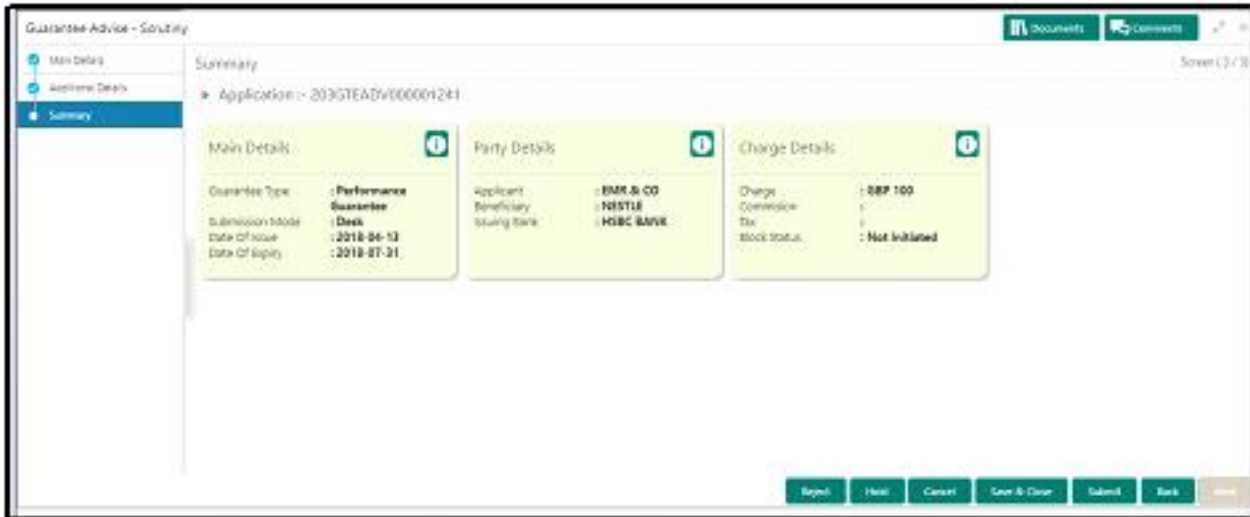 Guarantee Advice - Scrutiny
Documents
Comments
Main Details
Additional Details
Summary
Summary
Screen ( 3 / 3)
Application :- 203GTEADV000001241
Main Details
Guarantee Type : Performance
Guarantee
Submission Mode : Desk
Date Of Issue : 2018-04-13
Date Of Expiry : 2018-07-31
Party Details
Applicant : EMR & CO
Beneficiary : NESTLE
Issuing Bank : HSBC BANK
Charge Details
Charge : GBP 100
Commission :
Tax :
Block Status : Not Initiated
Reject
Hold
Cancel
Save & Close
Submit
Back